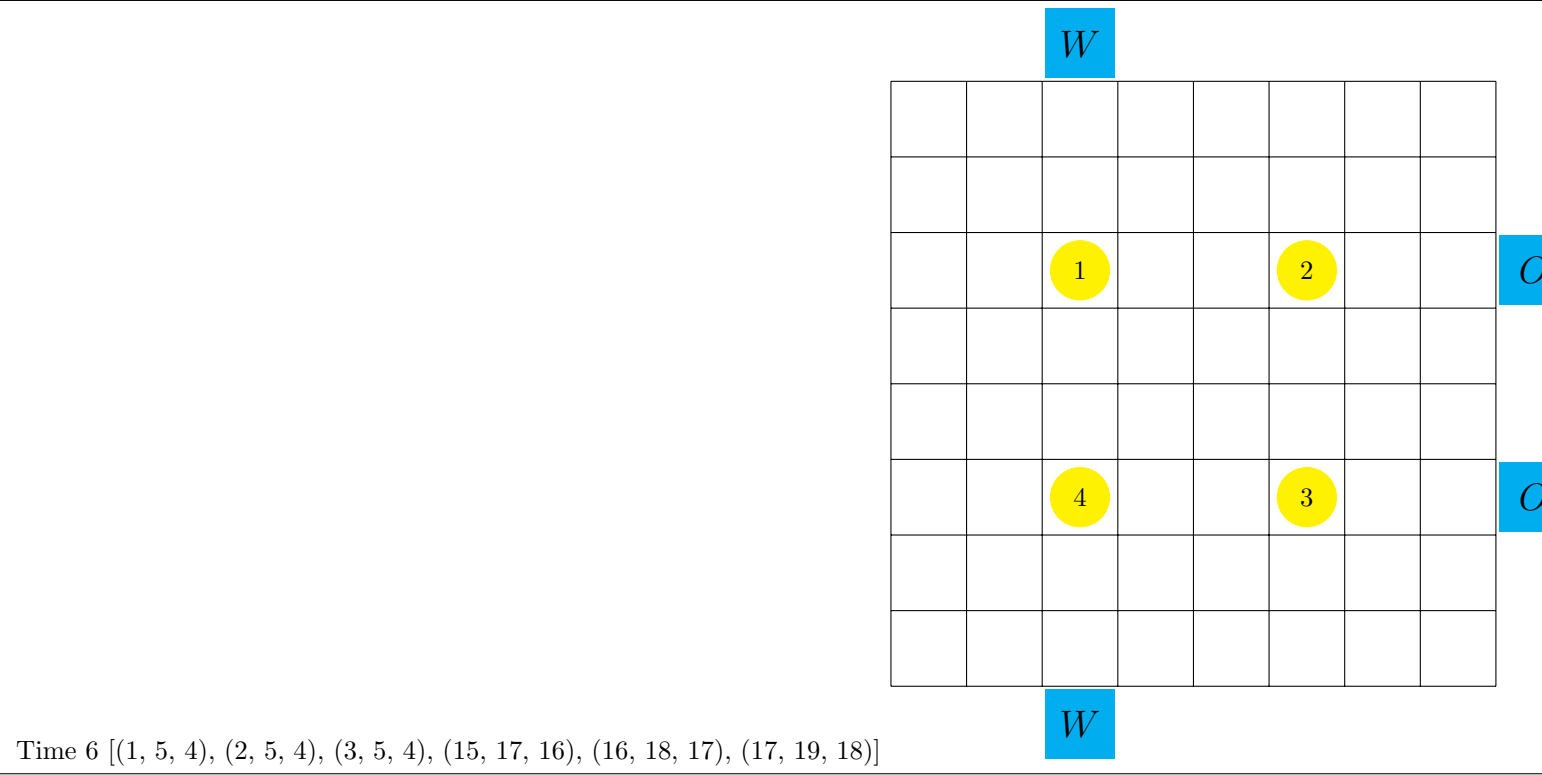 W
1 2 O
4 3 O
W
Time 6 [(1, 5, 4), (2, 5, 4), (3, 5, 4), (15, 17, 16), (16, 18, 17), (17, 19, 18)]